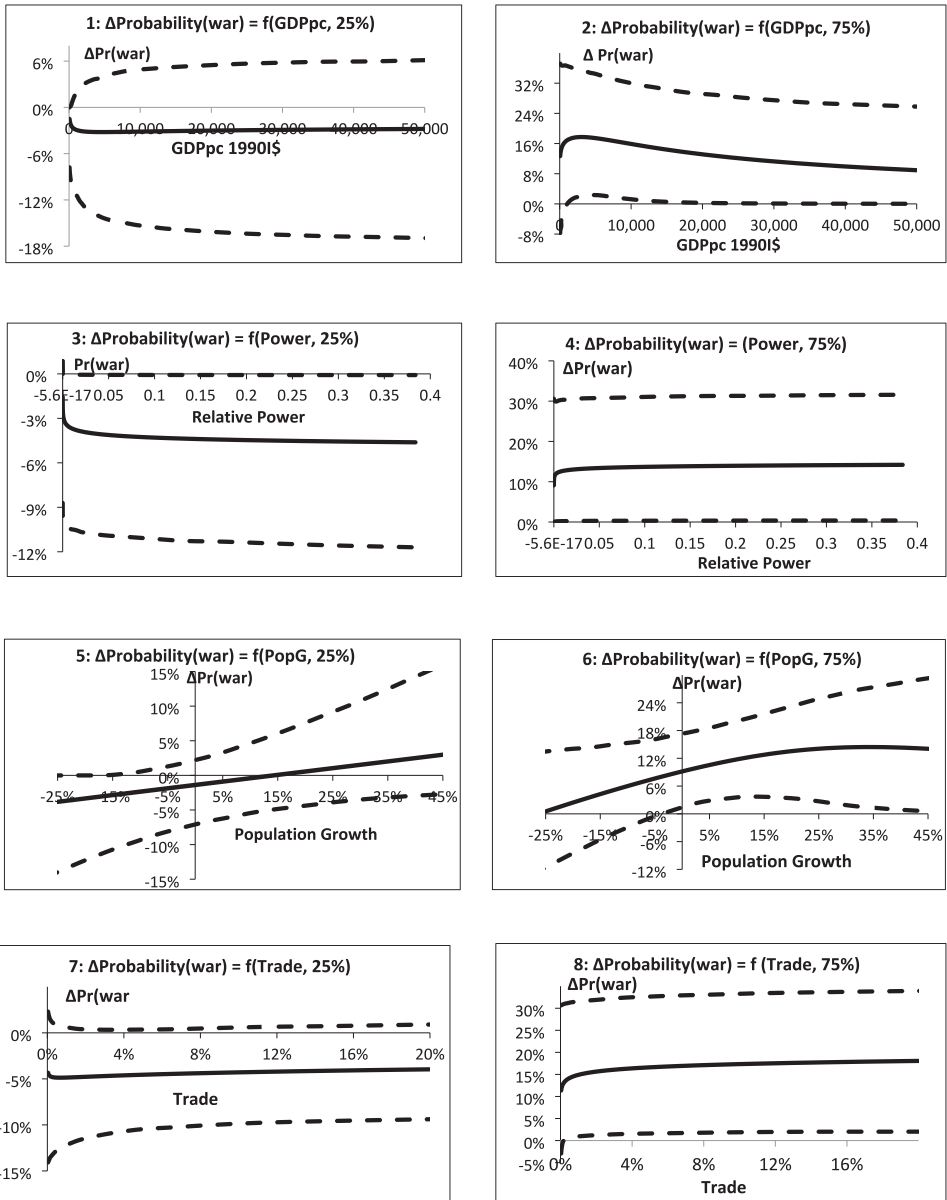 1: ΔProbability(war) = f(GDPpc, 25%)
ΔPr(war)
6%
0%
-6%
-12%
-18%
0 10,000 20,000 30,000 40,000 50,000
GDPpc 1990I$
2: ΔProbability(war) = f(GDPpc, 75%)
Δ Pr(war)
32%
24%
16%
8%
0%
-8%
0 10,000 20,000 30,000 40,000 50,000
GDPpc 1990I$
3: ΔProbability(war) = f(Power, 25%)
Pr(war)
0%
-3%
-6%
-9%
-12%
-5.6E-17 0.05 0.1 0.15 0.2 0.25 0.3 0.35 0.4
Relative Power
4: ΔProbability(war) = (Power, 75%)
ΔPr(war)
40%
30%
20%
10%
0%
-5.6E-17 0.05 0.1 0.15 0.2 0.25 0.3 0.35 0.4
Relative Power
5: ΔProbability(war) = f(PopG, 25%)
ΔPr(war)
15%
10%
5%
0%
-5%
-10%
-15%
-25% -15% -5% 5% 15% 25% 35% 45%
Population Growth
6: ΔProbability(war) = f(PopG, 75%)
ΔPr(war)
24%
18%
12%
6%
0%
-6%
-12%
-25% -15% -5% 5% 15% 25% 35% 45%
Population Growth
7: ΔProbability(war) = f(Trade, 25%)
ΔPr(war
0%
-5%
-10%
-15%
0% 4% 8% 12% 16% 20%
Trade
8: ΔProbability(war) = f (Trade, 75%)
ΔPr(war)
30%
25%
20%
15%
10%
5%
0%
-5%
0% 4% 8% 12% 16%
Trade